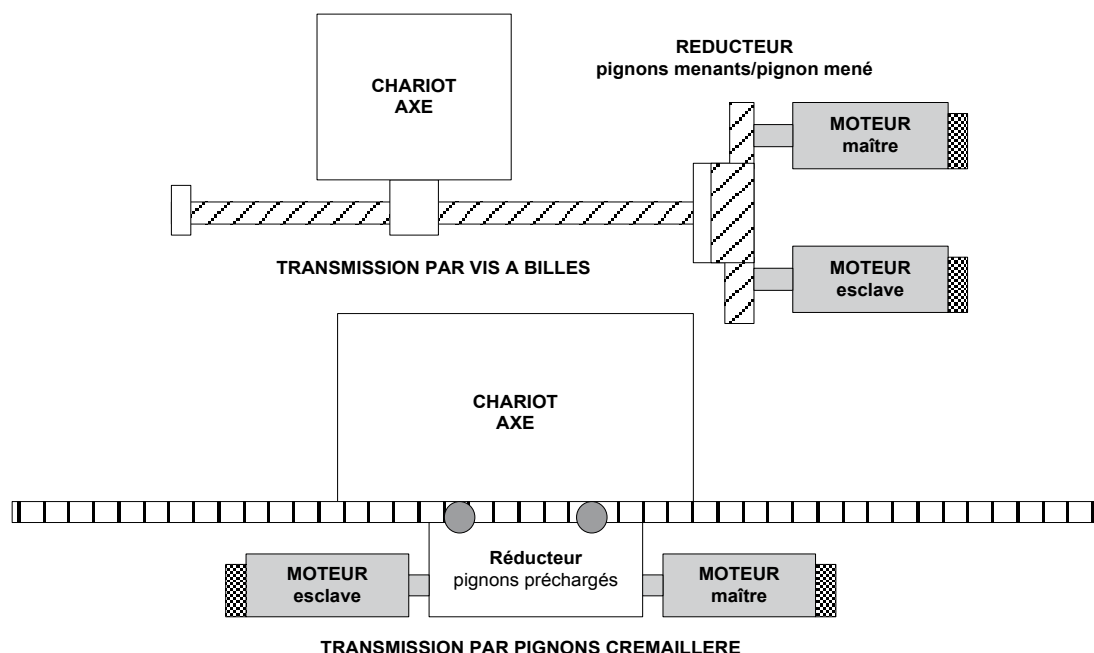 REDUCTEUR
pignons menants/pignon mené
CHARIOT
AXE
MOTEUR
maître
TRANSMISSION PAR VIS A BILLES
MOTEUR
esclave
CHARIOT
AXE
MOTEUR
esclave
Réducteur
pignons préchargés
MOTEUR
maître
TRANSMISSION PAR PIGNONS CREMAILLERE